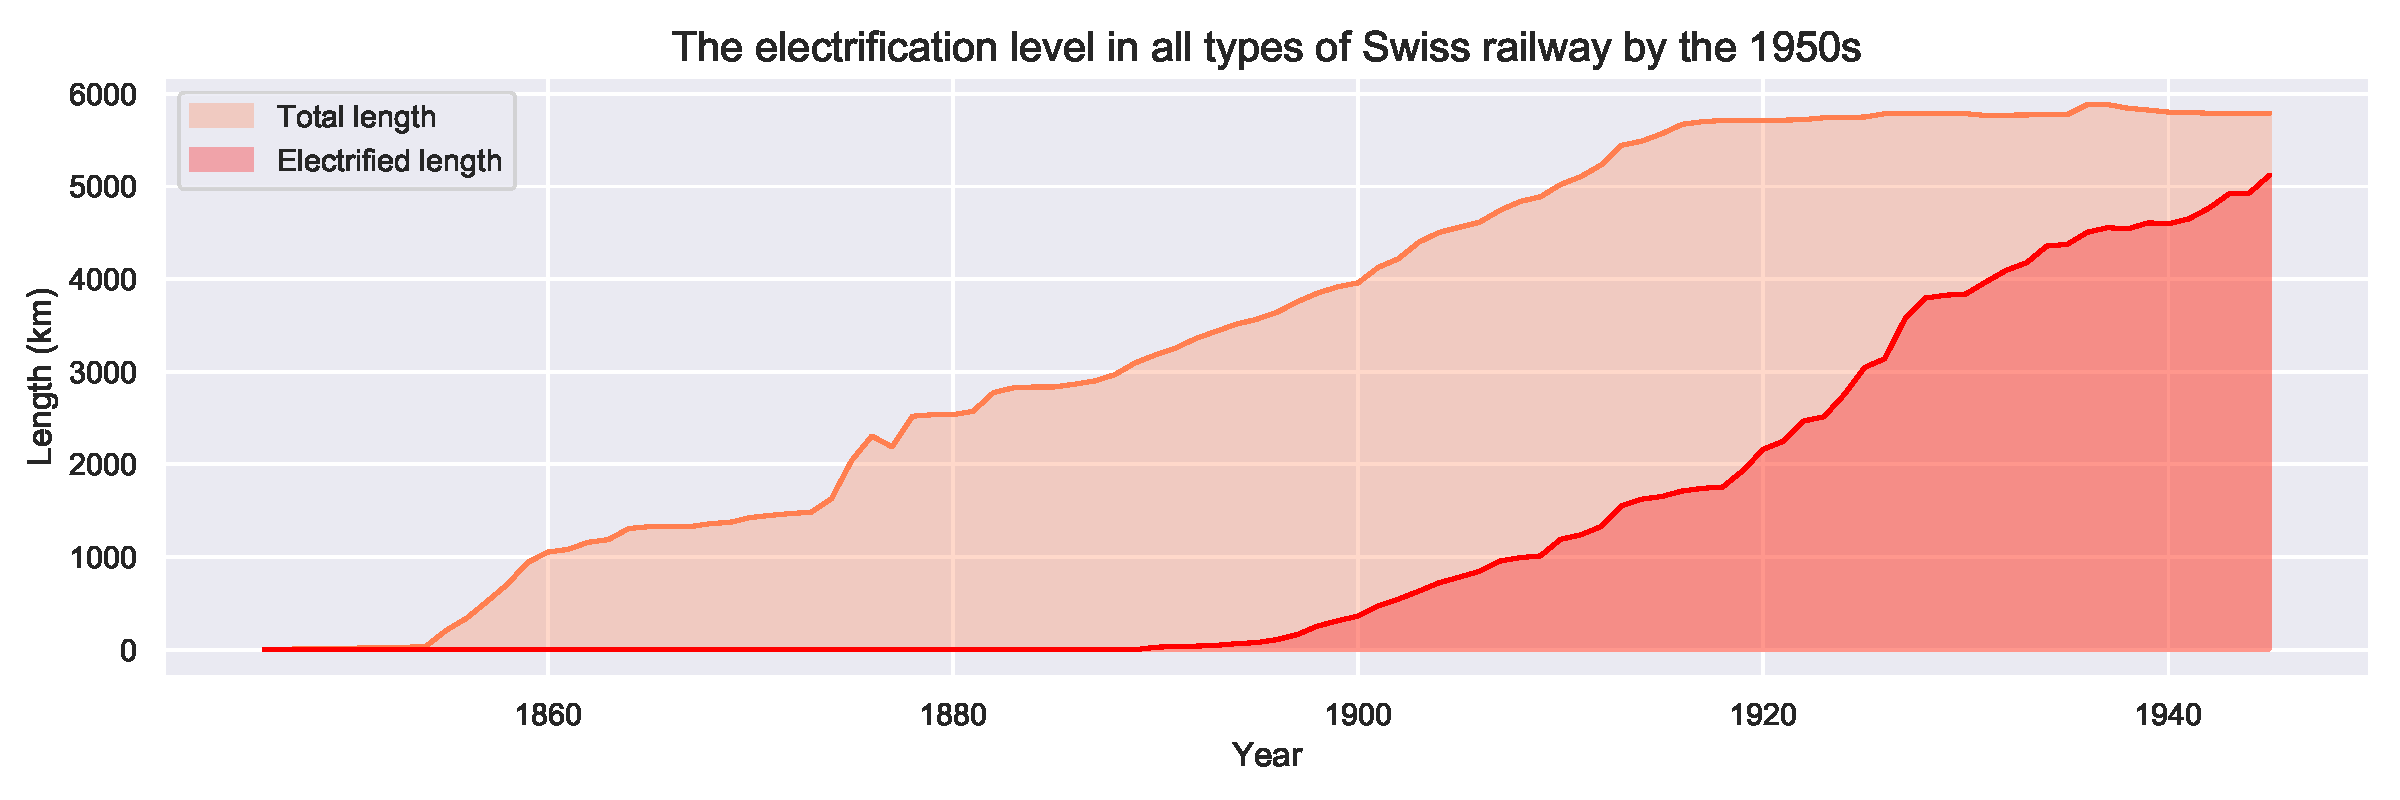 The electrification level in all types of Swiss railway by the 1950s
Total length
Electrified length
6000
5000
4000
3000
2000
1000
0
Length (km)
1860
1880
1900
1920
1940
Year